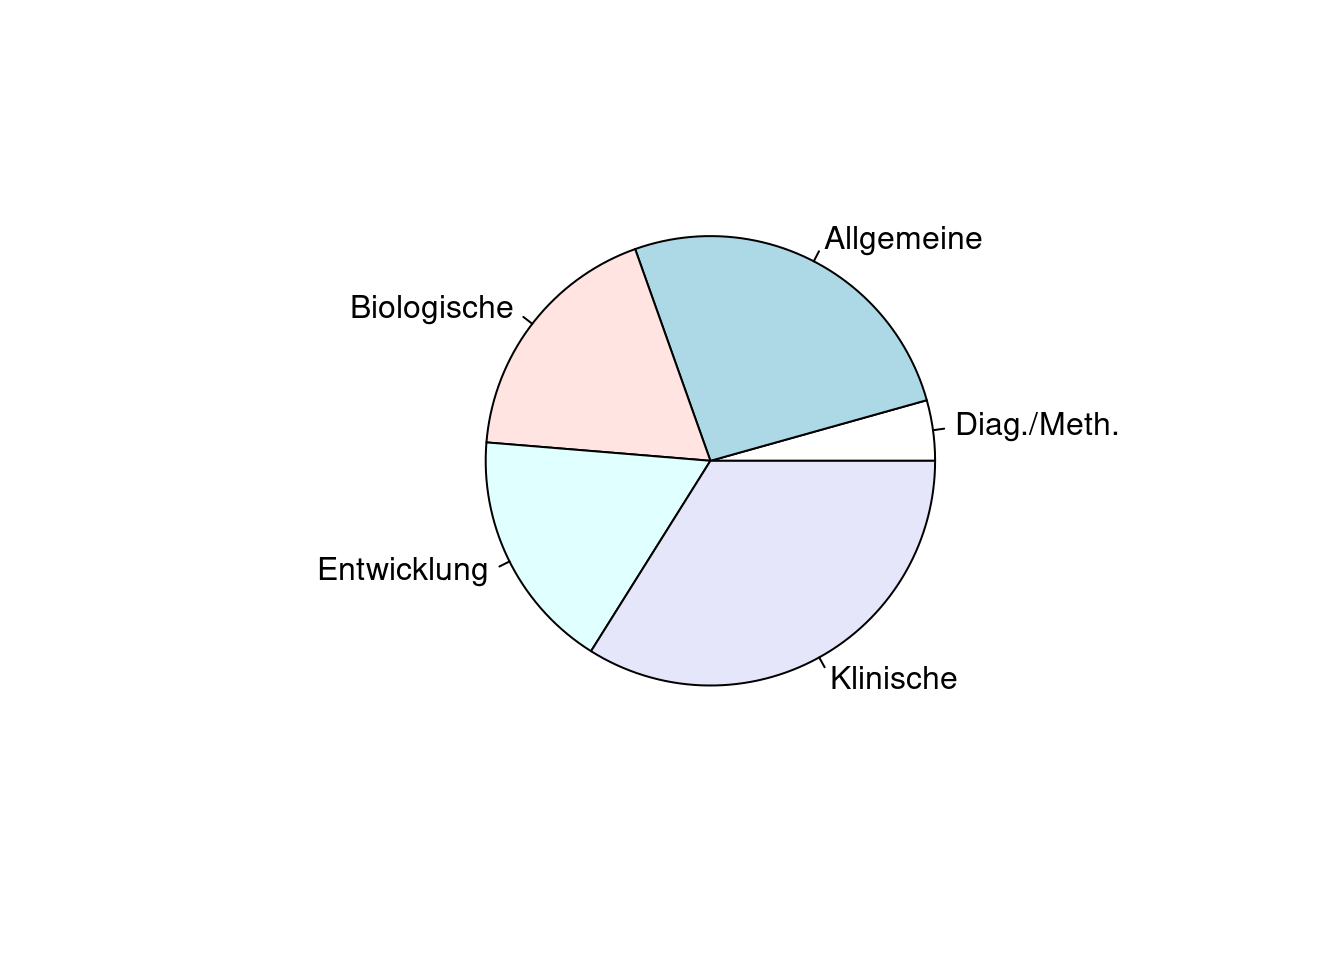 Allgemeine
Biologische
Diag./Meth.
Entwicklung
Klinische